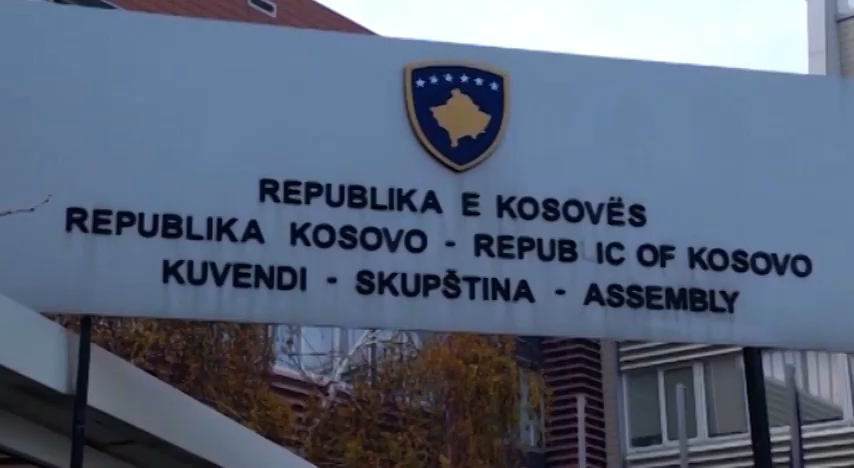 REPUBLIKA E KOSOVËS
REPUBLIKA KOSOVO - REPUB IC OF KOSOVO
KUVENDI - SKUPŠTINA - ASSEMBLY